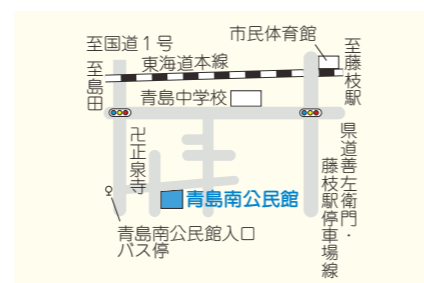 市民体育館
至国道1号
東海道本線
至藤枝駅
至島田
青島中学校
卍正泉寺
県道善左衛門・
藤枝駅停車場線
青島南公民館
青島南公民館入口
バス停